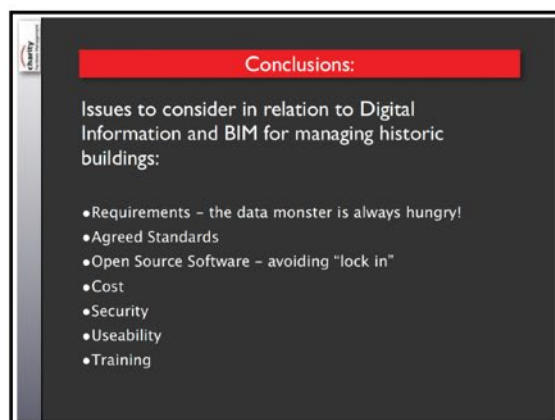 charity
Conclusions:
Issues to consider in relation to Digital
Information and BIM for managing historic
buildings:
•Requirements – the data monster is always hungry!
•Agreed Standards
•Open Source Software – avoiding "lock in"
•Cost
•Security
•Useability
•Training